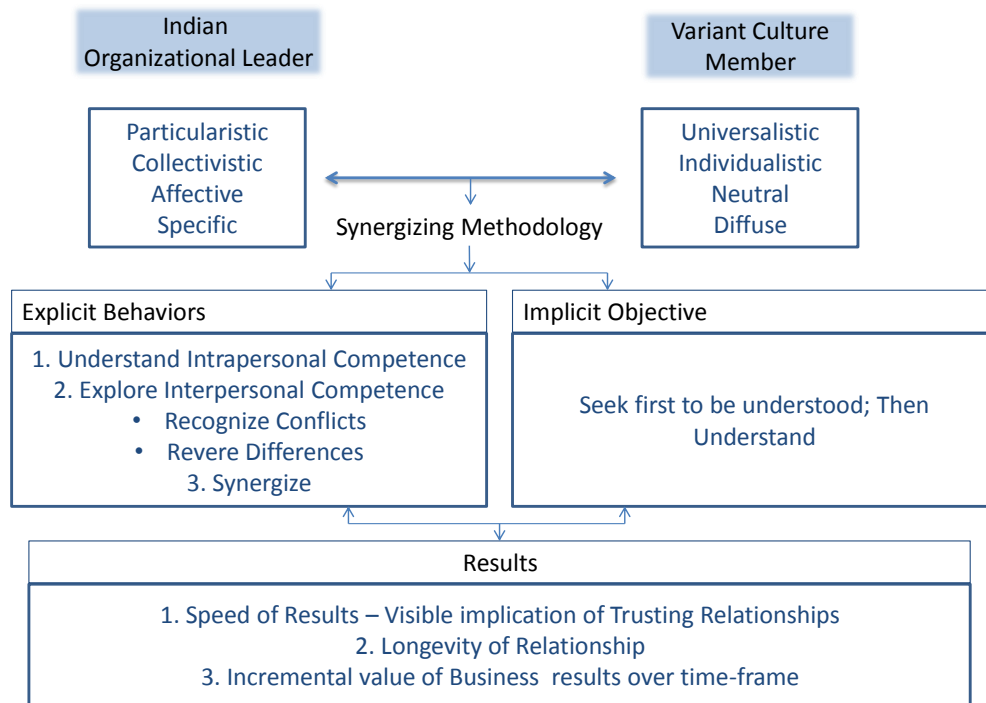 Indian
Organizational Leader
Variant Culture
Member
Particularistic
Collectivistic
Affective
Specific
Universalistic
Individualistic
Neutral
Diffuse
Synergizing Methodology
Explicit Behaviors
1. Understand Intrapersonal Competence
2. Explore Interpersonal Competence
• Recognize Conflicts
• Revere Differences
3. Synergize
Implicit Objective
Seek first to be understood; Then
Understand
Results
1. Speed of Results – Visible implication of Trusting Relationships
2. Longevity of Relationship
3. Incremental value of Business results over time-frame